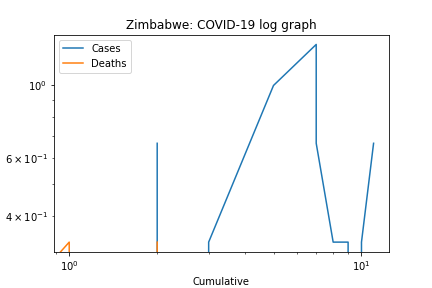 Zimbabwe: COVID-19 log graph
Cases
Deaths
10⁰
6 × 10⁻¹
4 × 10⁻¹
10⁰ 10¹
Cumulative